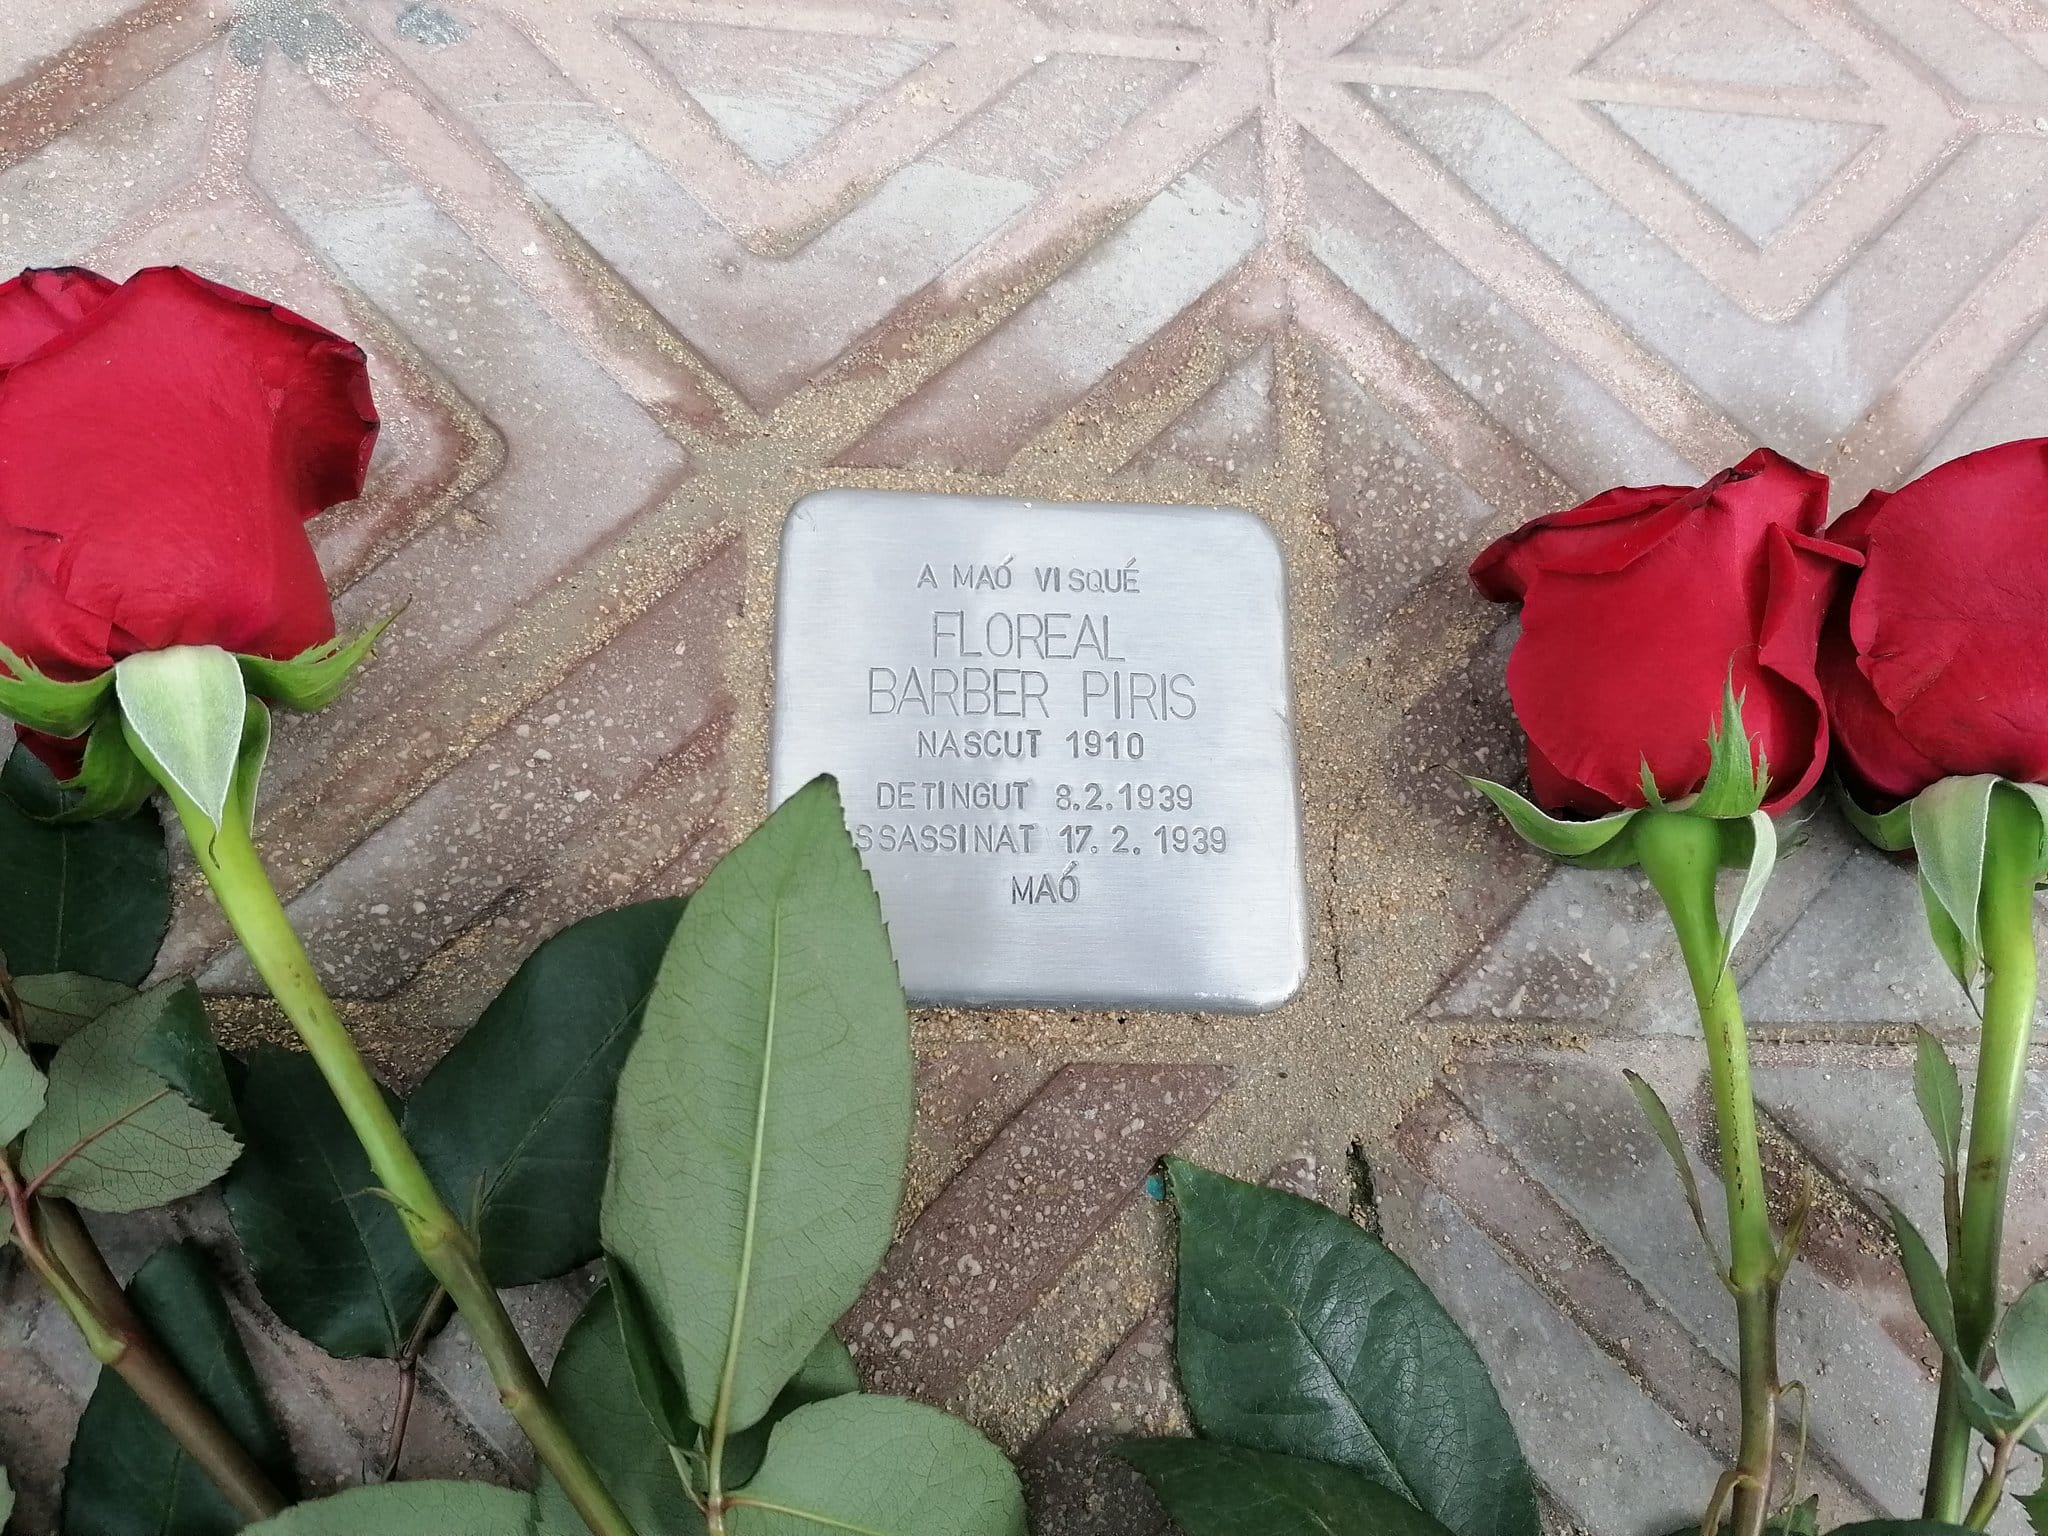 A MAÓ VISQUÉ
FLOREAL
BARBER PIRIS
NASCUT 1910
DETINGUT 8.2.1939
SSASSINAT 17.2.1939
MAÓ